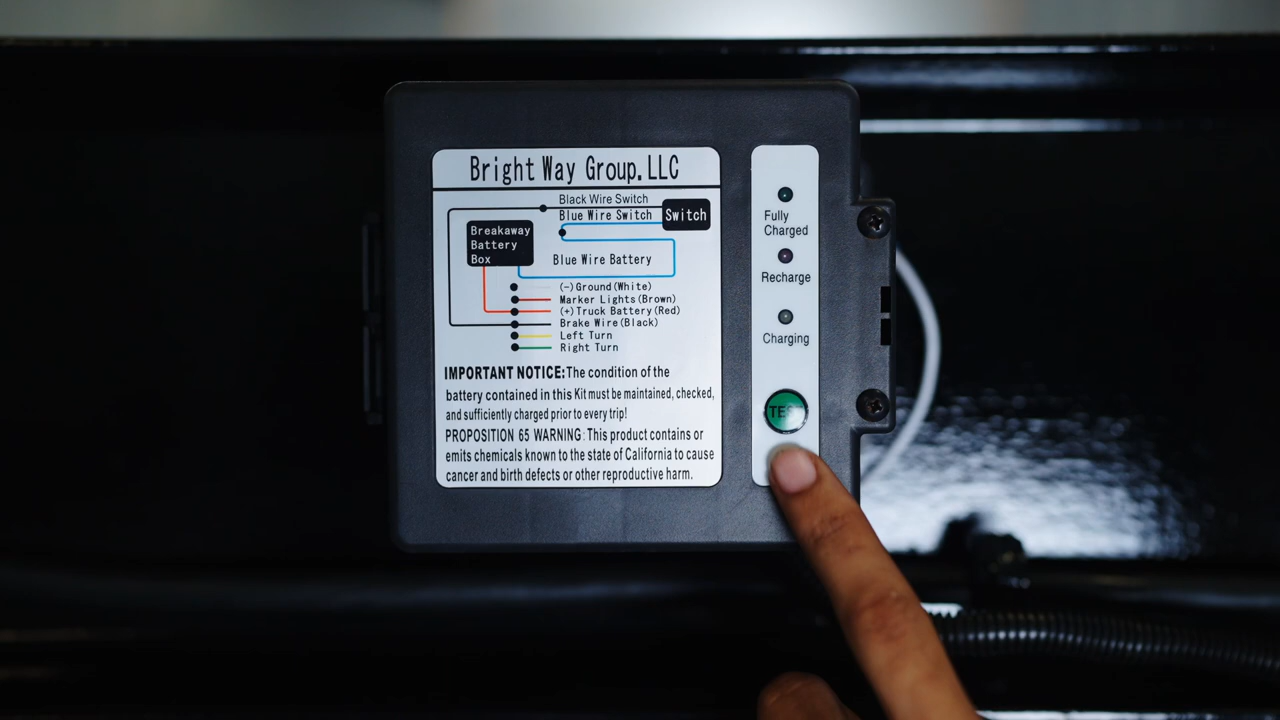 Bright Way Group.LLC
Black Wire Switch
Blue Wire Switch
Switch
Breakaway
Battery
Box
Blue Wire Battery
(-)Ground(White)
Marker Lights(Brown)
(+)Truck Battery(Red)
Brake Wire(Black)
Left Turn
Right Turn
IMPORTANT NOTICE:The condition of the
battery contained in this Kit must be maintained, checked,
and sufficiently charged prior to every trip!
PROPOSITION 65 WARNING: This product contains or
emits chemicals known to the state of California to cause
cancer and birth defects or other reproductive harm.
Fully
Charged
Recharge
Charging
TEST